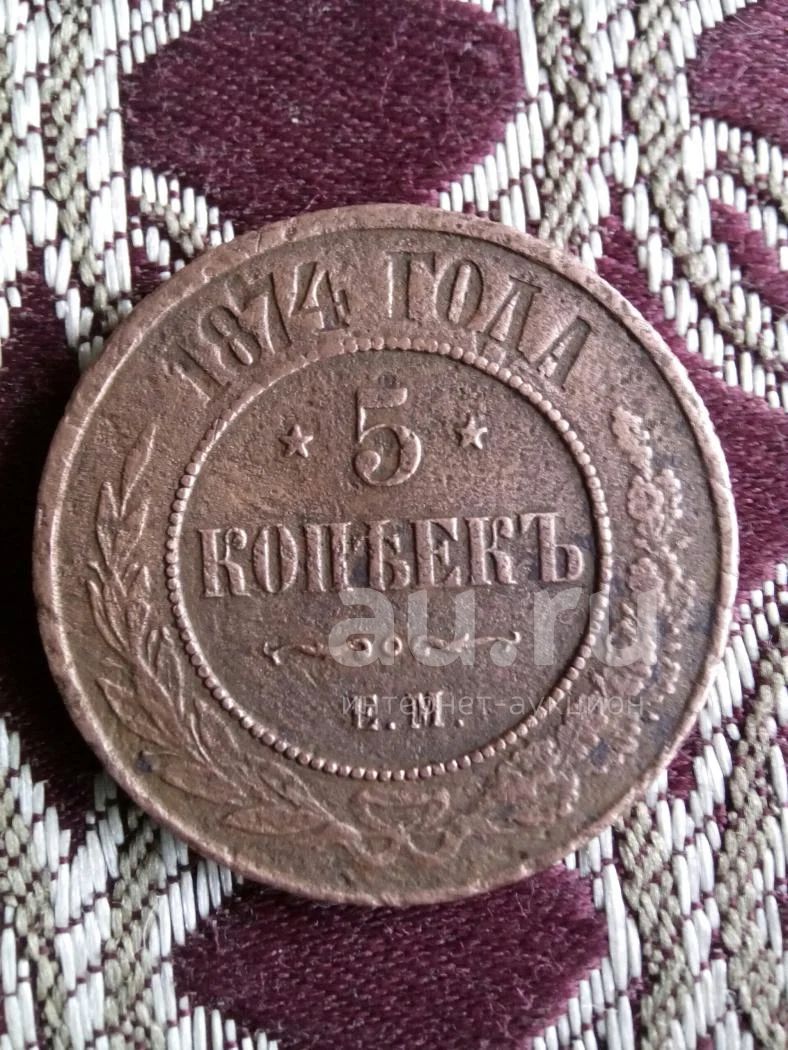 1874 ГОДА
5
КОПѢЕКЪ
Е.М.
au.ru
интернет-аукцион